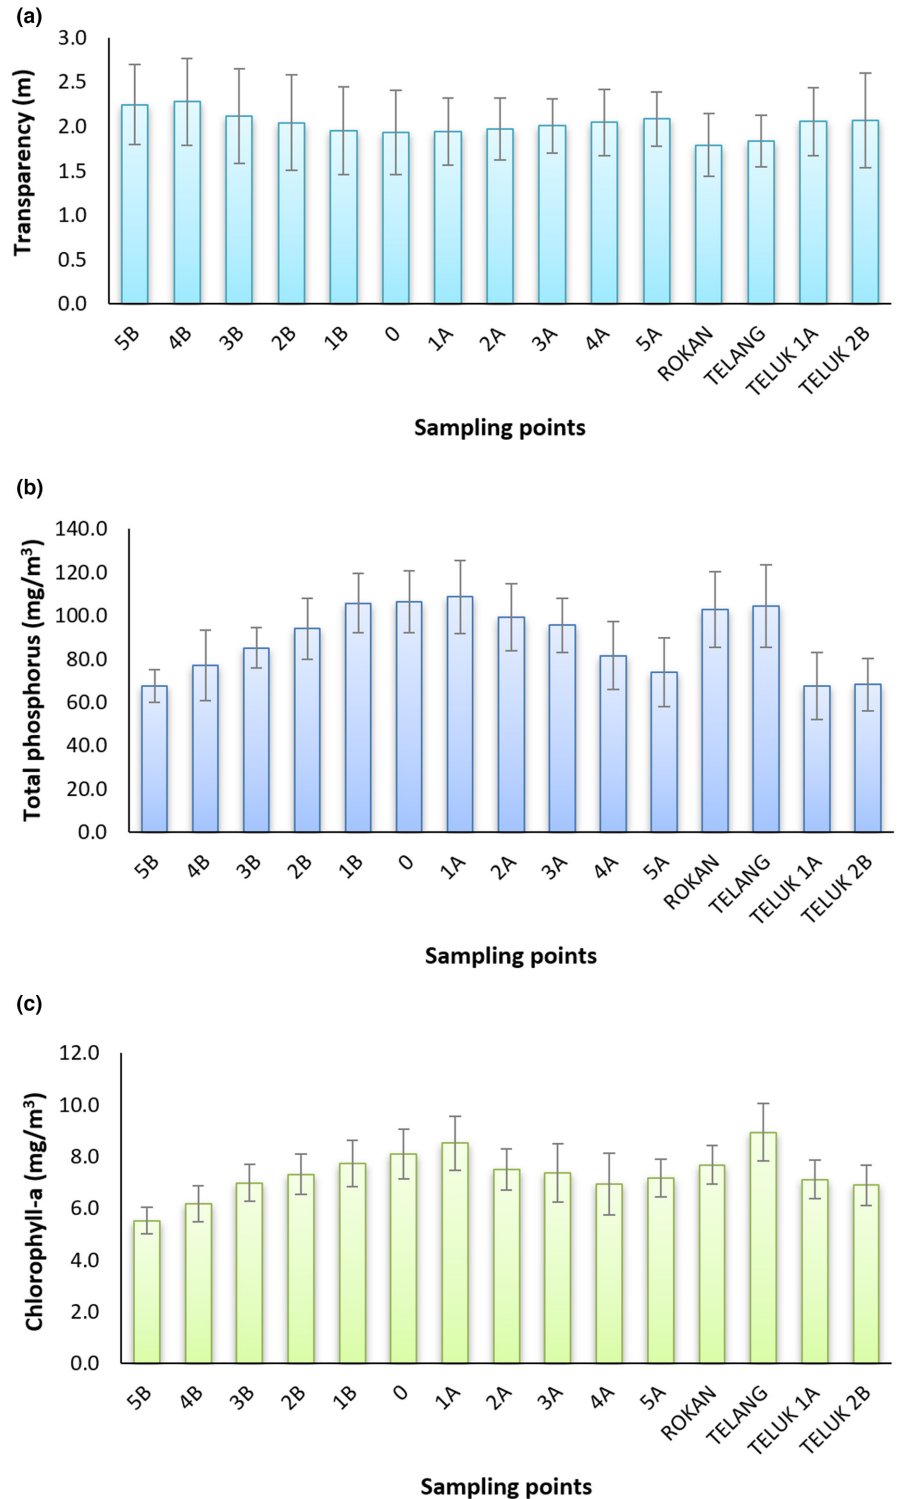 (a)
Transparency (m)
3.0
2.5
2.0
1.5
1.0
0.5
0.0
5B
4B
3B
2B
1B
0
1A
2A
3A
4A
5A
ROKAN
TELANG
TELUK 1A
TELUK 2B
Sampling points
(b)
Total phosphorus (mg/m³)
140.0
120.0
100.0
80.0
60.0
40.0
20.0
0.0
5B
4B
3B
2B
1B
0
1A
2A
3A
4A
5A
ROKAN
TELANG
TELUK 1A
TELUK 2B
Sampling points
(c)
Chlorophyll-a (mg/m³)
12.0
10.0
8.0
6.0
4.0
2.0
0.0
5B
4B
3B
2B
1B
0
1A
2A
3A
4A
5A
ROKAN
TELANG
TELUK 1A
TELUK 2B
Sampling points